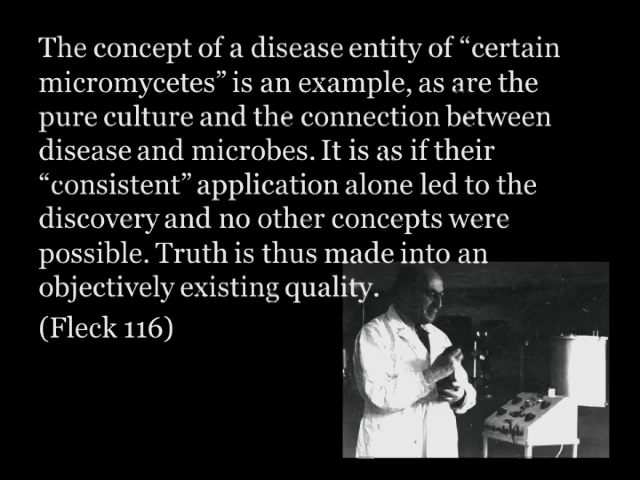 The concept of a disease entity of “certain
micromycetes” is an example, as are the
pure culture and the connection between
disease and microbes. It is as if their
“consistent” application alone led to the
discovery and no other concepts were
possible. Truth is thus made into an
objectively existing quality.
(Fleck 116)